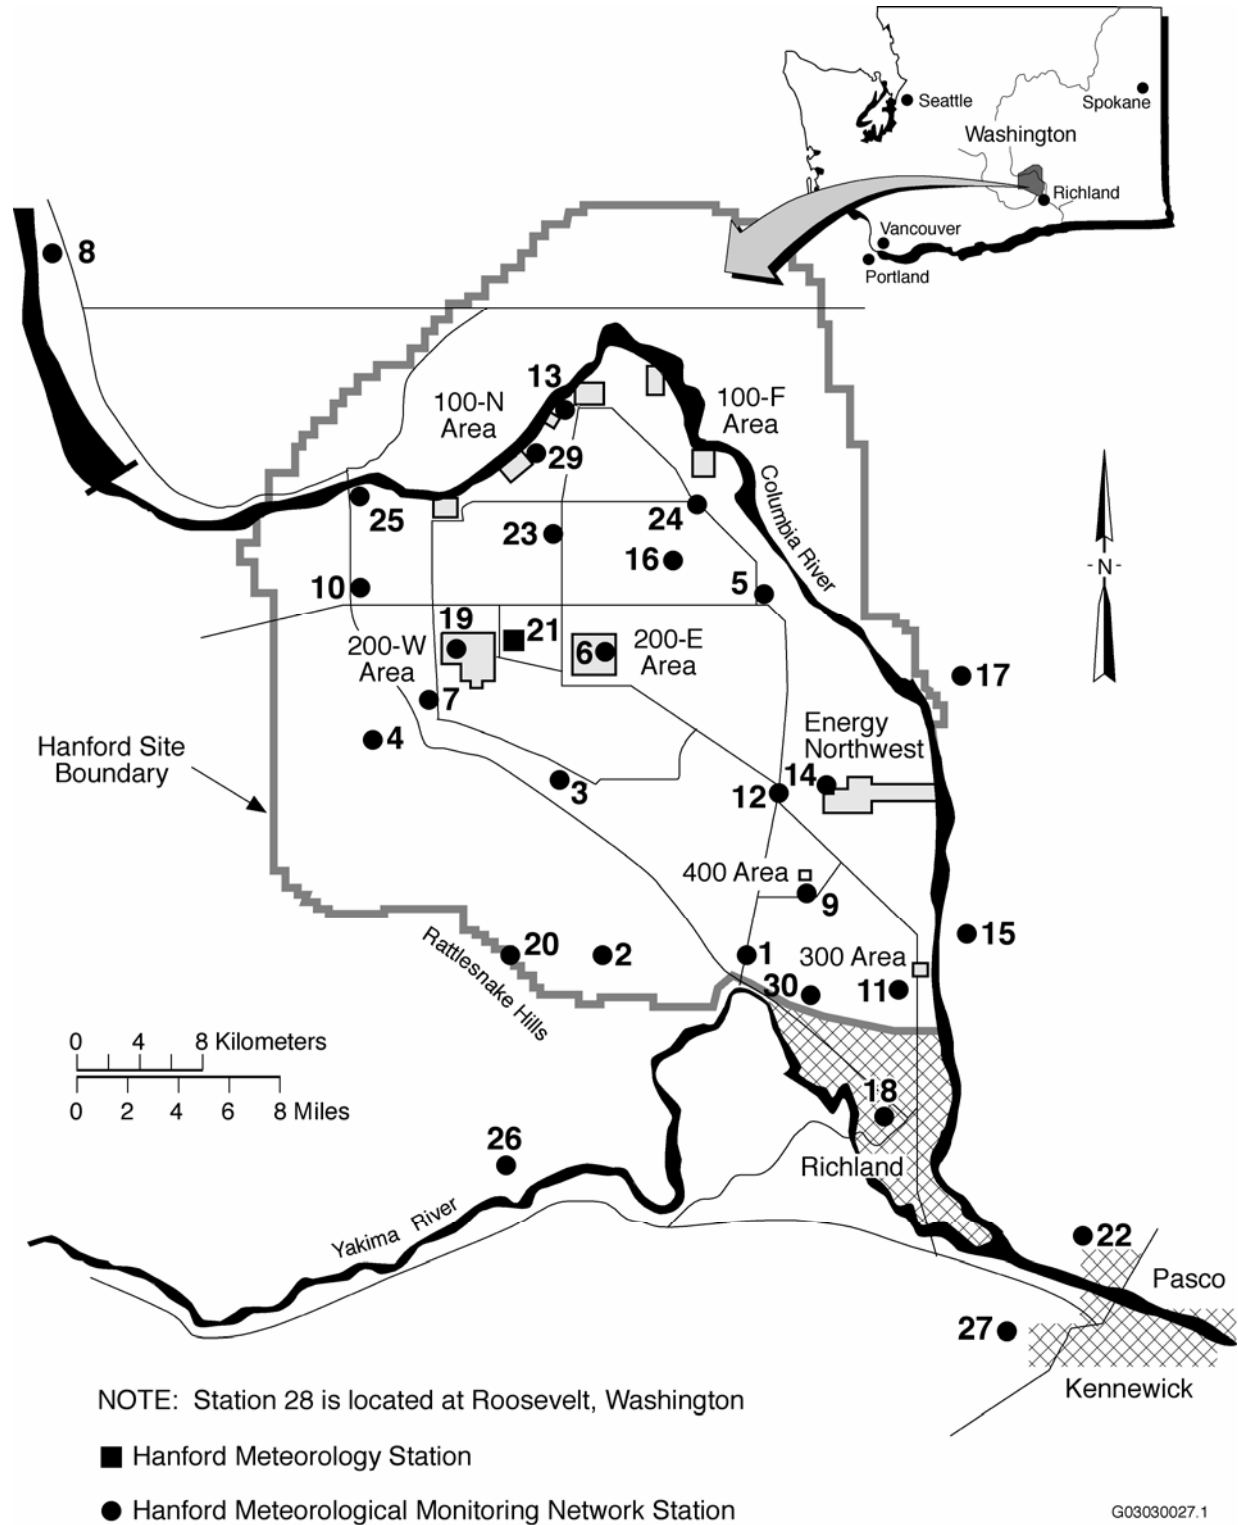 Seattle
Spokane
Washington
Richland
Vancouver
Portland
8
13
100-N
Area
100-F
Area
29
Columbia River
25
23
24
16
10
5
- N -
19
21
200-W
Area
6
200-E
Area
17
7
4
Energy
Northwest
Hanford Site
Boundary
3
12
14
400 Area
9
15
20
2
1
300 Area
30
11
Rattlesnake Hills
0 4 8 Kilometers
0 2 4 6 8 Miles
18
26
Richland
Yakima River
22
Pasco
27
Kennewick
NOTE: Station 28 is located at Roosevelt, Washington
Hanford Meteorology Station
Hanford Meteorological Monitoring Network Station
G03030027.1